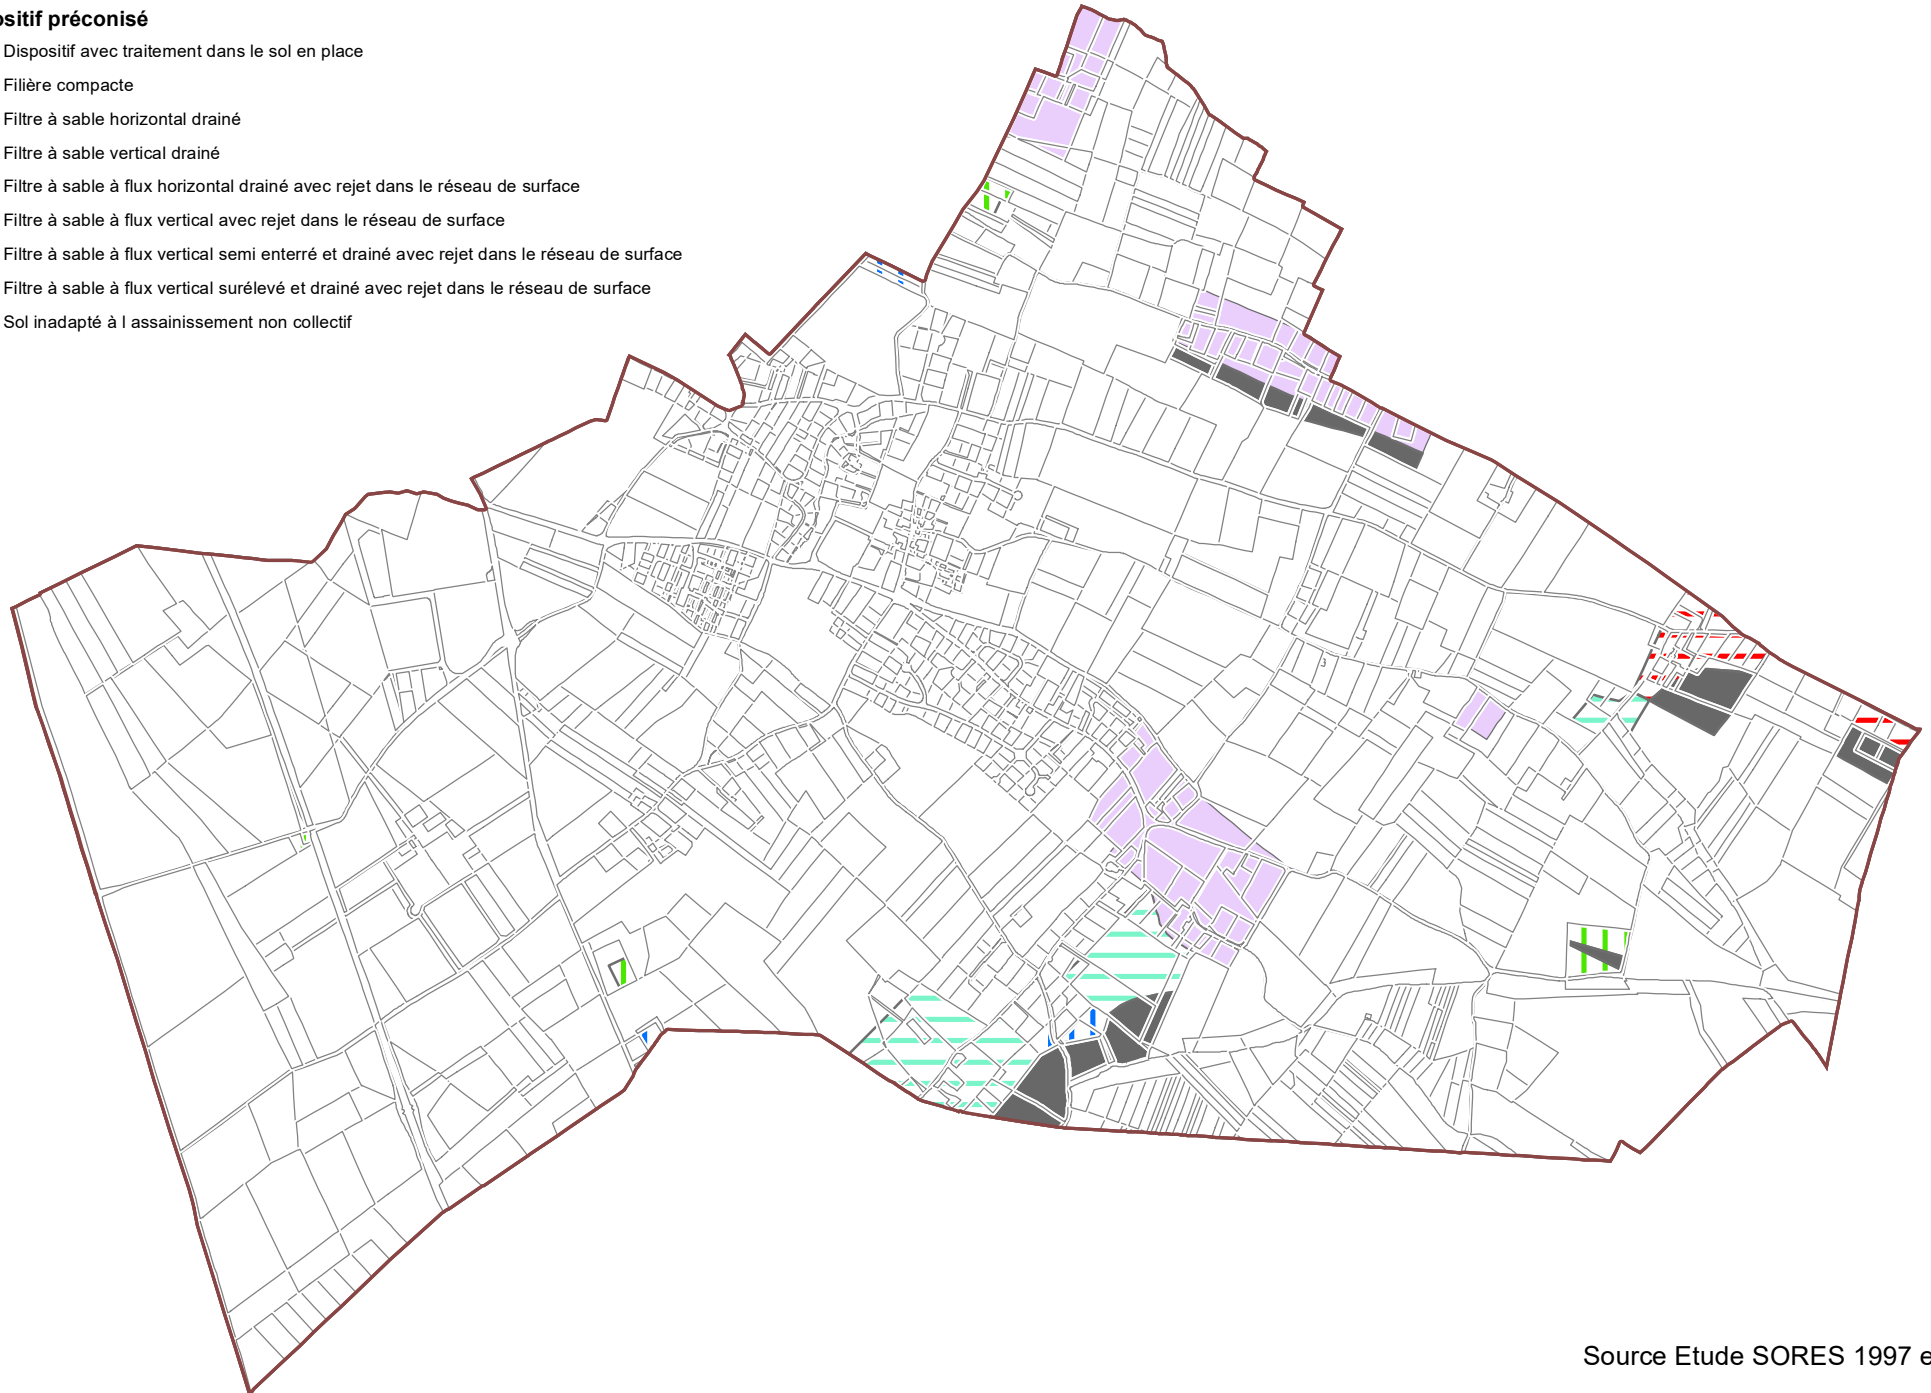 ositif préconisé
Dispositif avec traitement dans le sol en place
Filière compacte
Filtre à sable horizontal drainé
Filtre à sable vertical drainé
Filtre à sable à flux horizontal drainé avec rejet dans le réseau de surface
Filtre à sable à flux vertical avec rejet dans le réseau de surface
Filtre à sable à flux vertical semi enterré et drainé avec rejet dans le réseau de surface
Filtre à sable à flux vertical surélevé et drainé avec rejet dans le réseau de surface
Sol inadapté à l assainissement non collectif
Source Etude SORES 1997 e